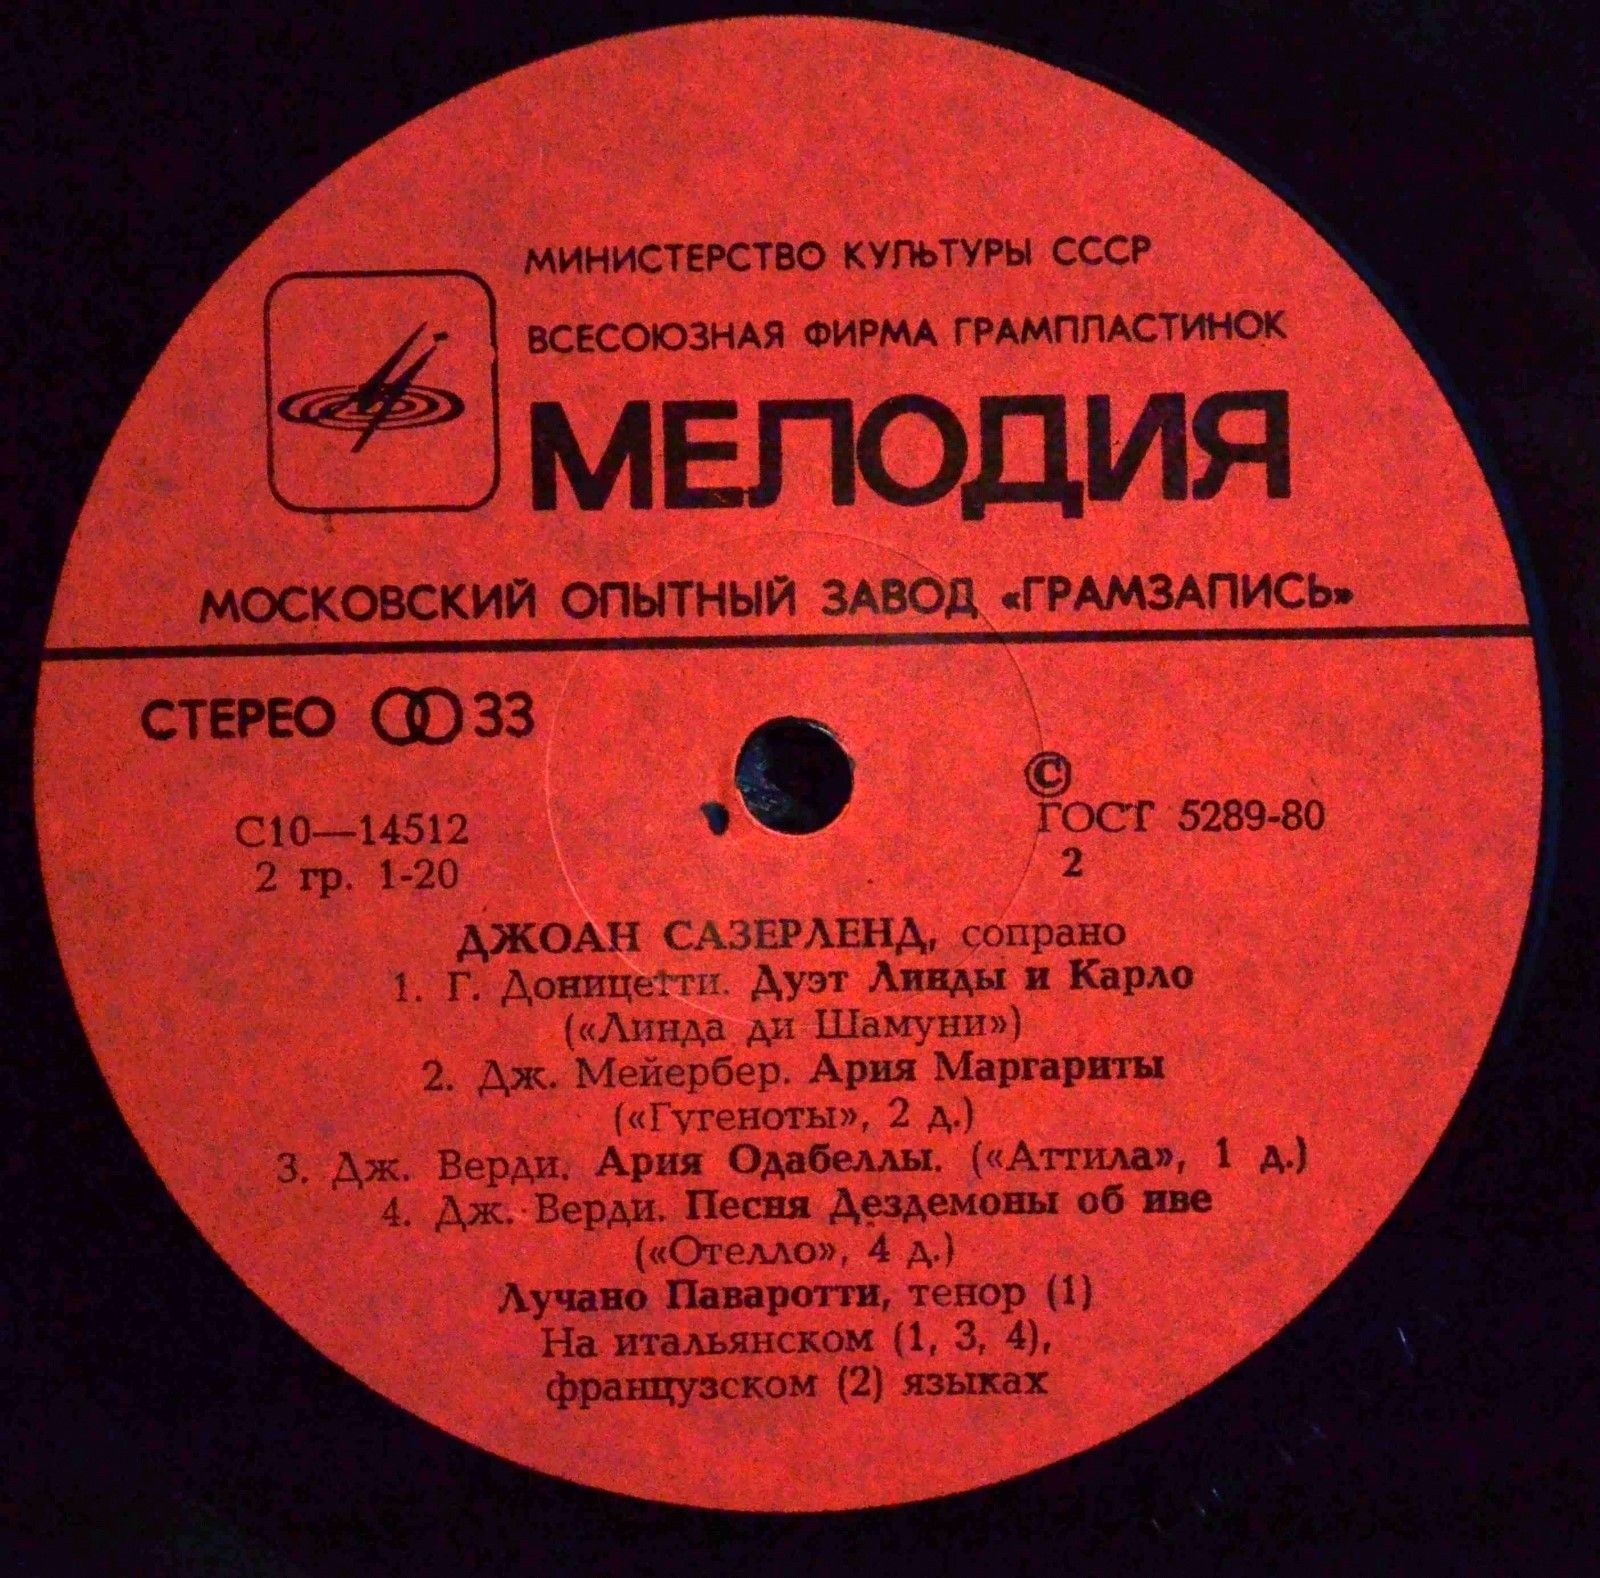 МИНИСТЕРСТВО КУЛЬТУРЫ СССР
ВСЕСОЮЗНАЯ ФИРМА ГРАМПЛАСТИНОК
МЕЛОДИЯ
МОСКОВСКИЙ ОПЫТНЫЙ ЗАВОД «ГРАМЗАПИСЬ»
СТЕРЕО 33
©
С10—14512
ГОСТ 5289-80
2 гр. 1-20
2
ДЖОАН САЗЕРЛЕНД, сопрано
1. Г. Доницетти. Дуэт Линды и Карло
(«Линда ди Шамуни»)
2. Дж. Мейербер. Ария Маргариты
(«Гугеноты», 2 д.)
3. Дж. Верди. Ария Одабеллы. («Аттила», 1 д.)
4. Дж. Верди. Песня Дездемоны об иве
(«Отелло», 4 д.)
Лучано Паваротти, тенор (1)
На итальянском (1, 3, 4),
французском (2) языках